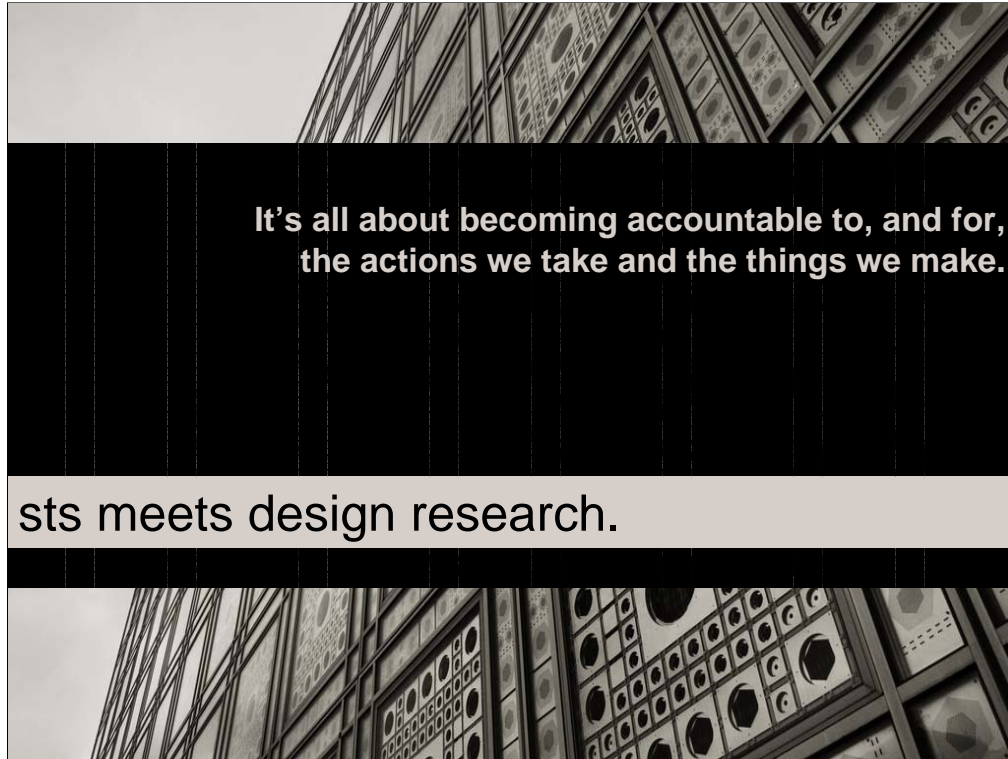 It’s all about becoming accountable to, and for,
the actions we take and the things we make.
sts meets design research.